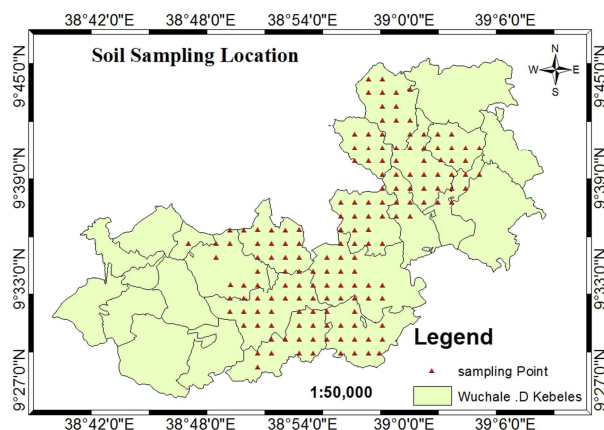 38°42'0"E 38°48'0"E 38°54'0"E 39°0'0"E 39°6'0"E
Soil Sampling Location
N
W E
S
9°45'0"N 9°45'0"N
9°39'0"N 9°39'0"N
9°33'0"N 9°33'0"N
9°27'0"N 9°27'0"N
Legend
sampling Point
1:50,000
Wuchale .D Kebeles
38°42'0"E 38°48'0"E 38°54'0"E 39°0'0"E 39°6'0"E